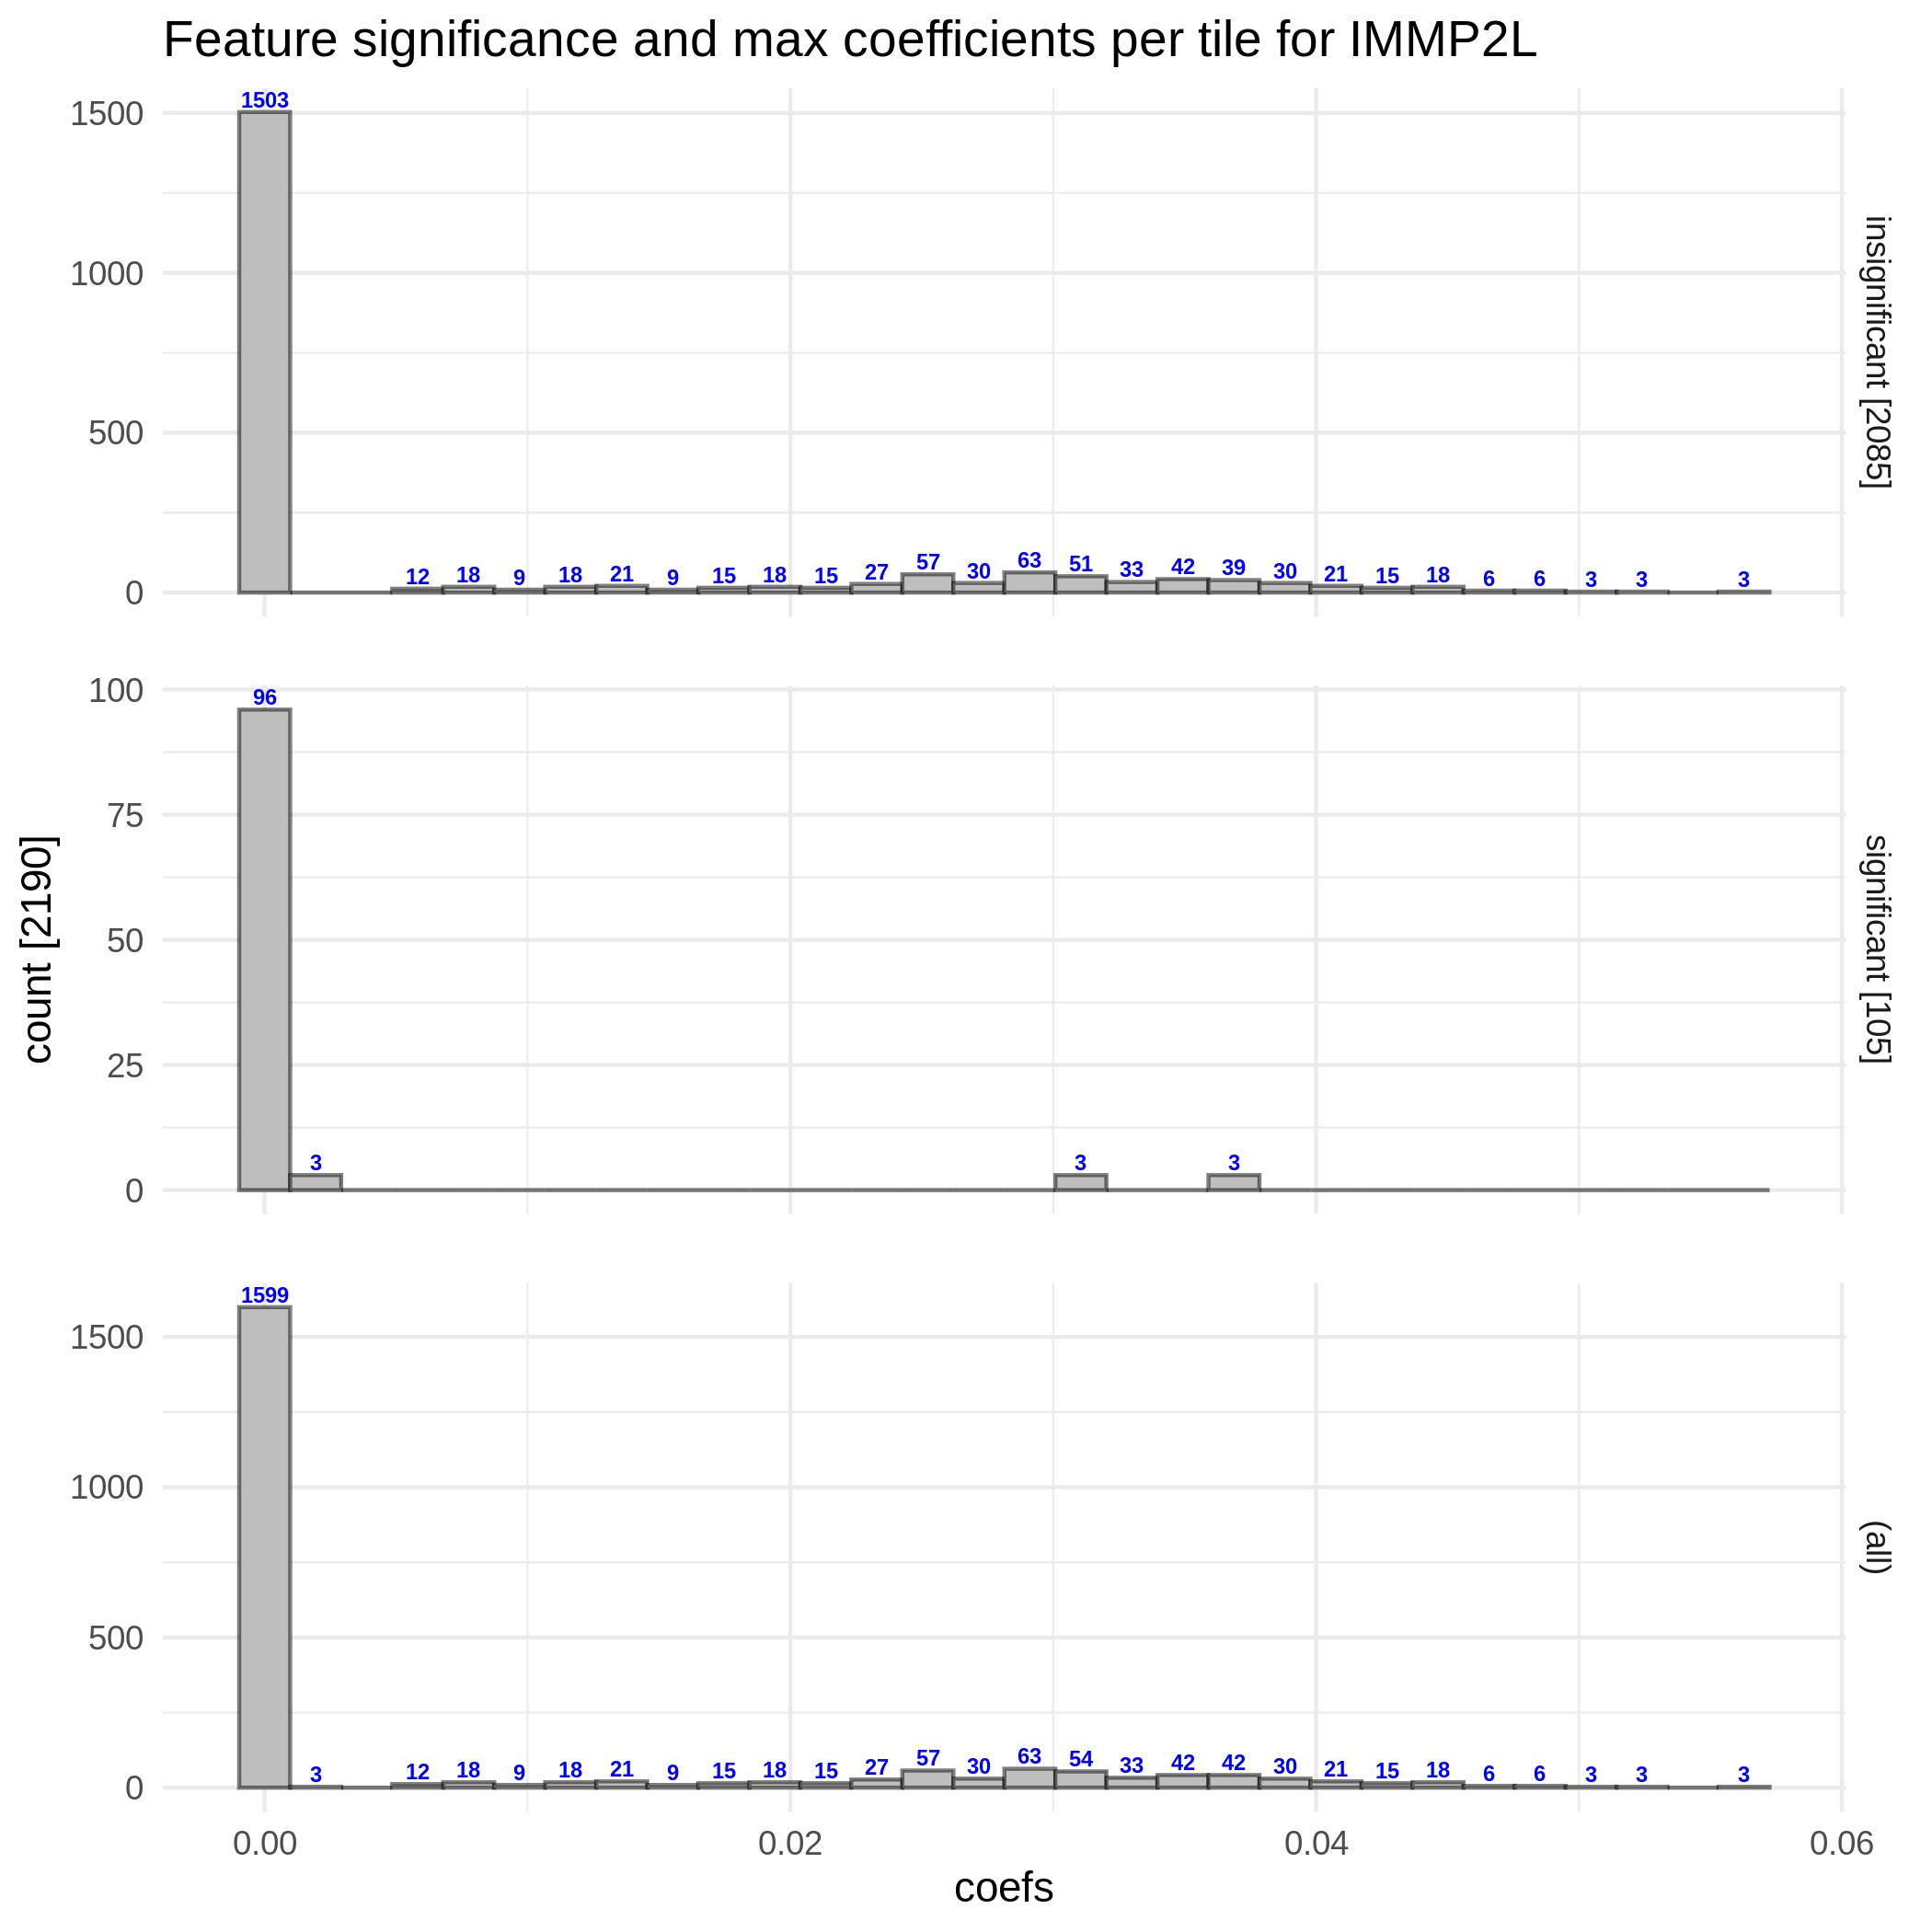 Feature significance and max coefficients per tile for IMMP2L
1503
1500
1000
500
0
12 18 9 18 21 9 15 18 15 27 57 30 63 51 33 42 39 30 21 15 18 6 6 3 3 3
insignificant [2085]
100
96
75
50
25
0
3 3 3
significant [105]
count [2190]
1599
1500
1000
500
0
3 12 18 9 18 21 9 15 18 15 27 57 30 63 54 33 42 42 30 21 15 18 6 6 3 3 3
(all)
0.00 0.02 0.04 0.06
coefs